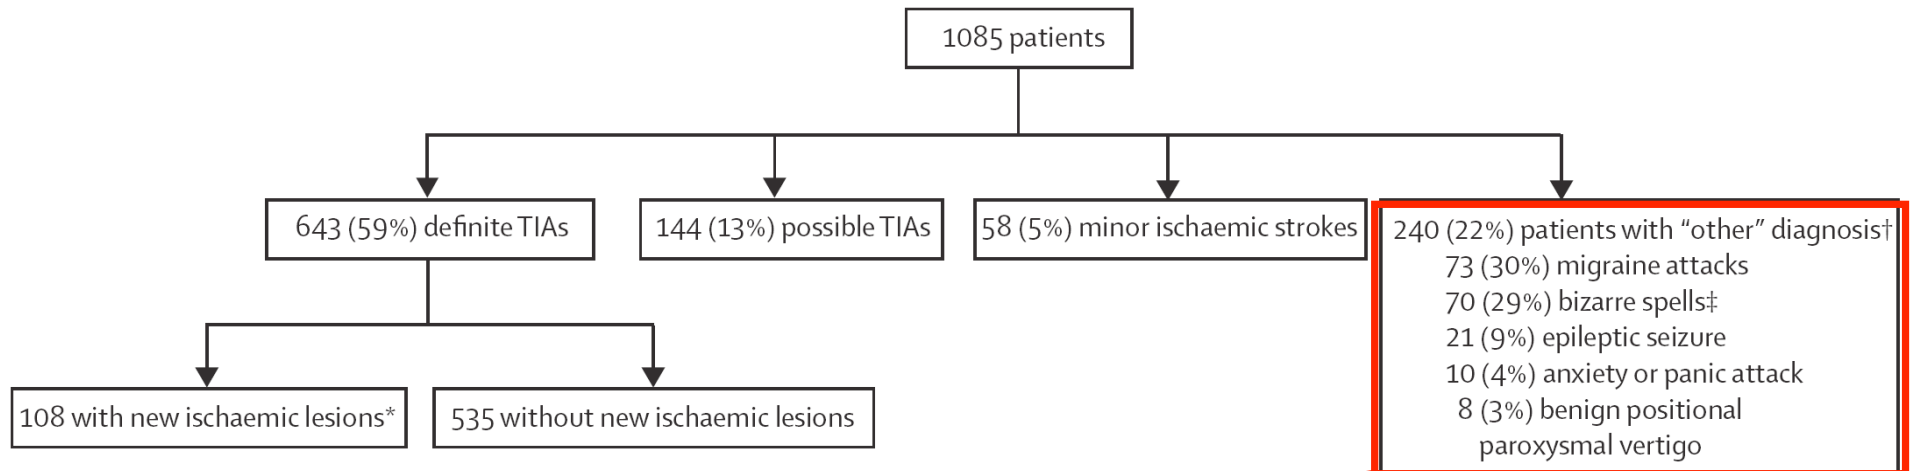 1085 patients
643 (59%) definite TIAs
144 (13%) possible TIAs
58 (5%) minor ischaemic strokes
240 (22%) patients with “other” diagnosis†
73 (30%) migraine attacks
70 (29%) bizarre spells‡
21 (9%) epileptic seizure
10 (4%) anxiety or panic attack
8 (3%) benign positional
paroxysmal vertigo
108 with new ischaemic lesions*
535 without new ischaemic lesions